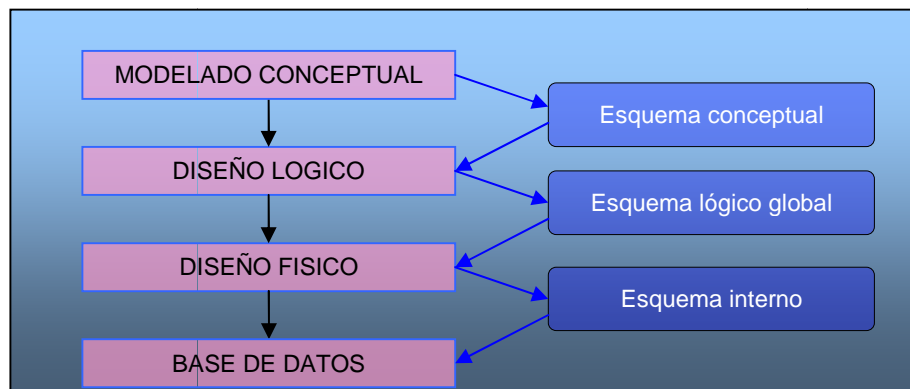 MODELADO CONCEPTUAL
Esquema conceptual
DISEÑO LOGICO
Esquema lógico global
DISEÑO FISICO
Esquema interno
BASE DE DATOS